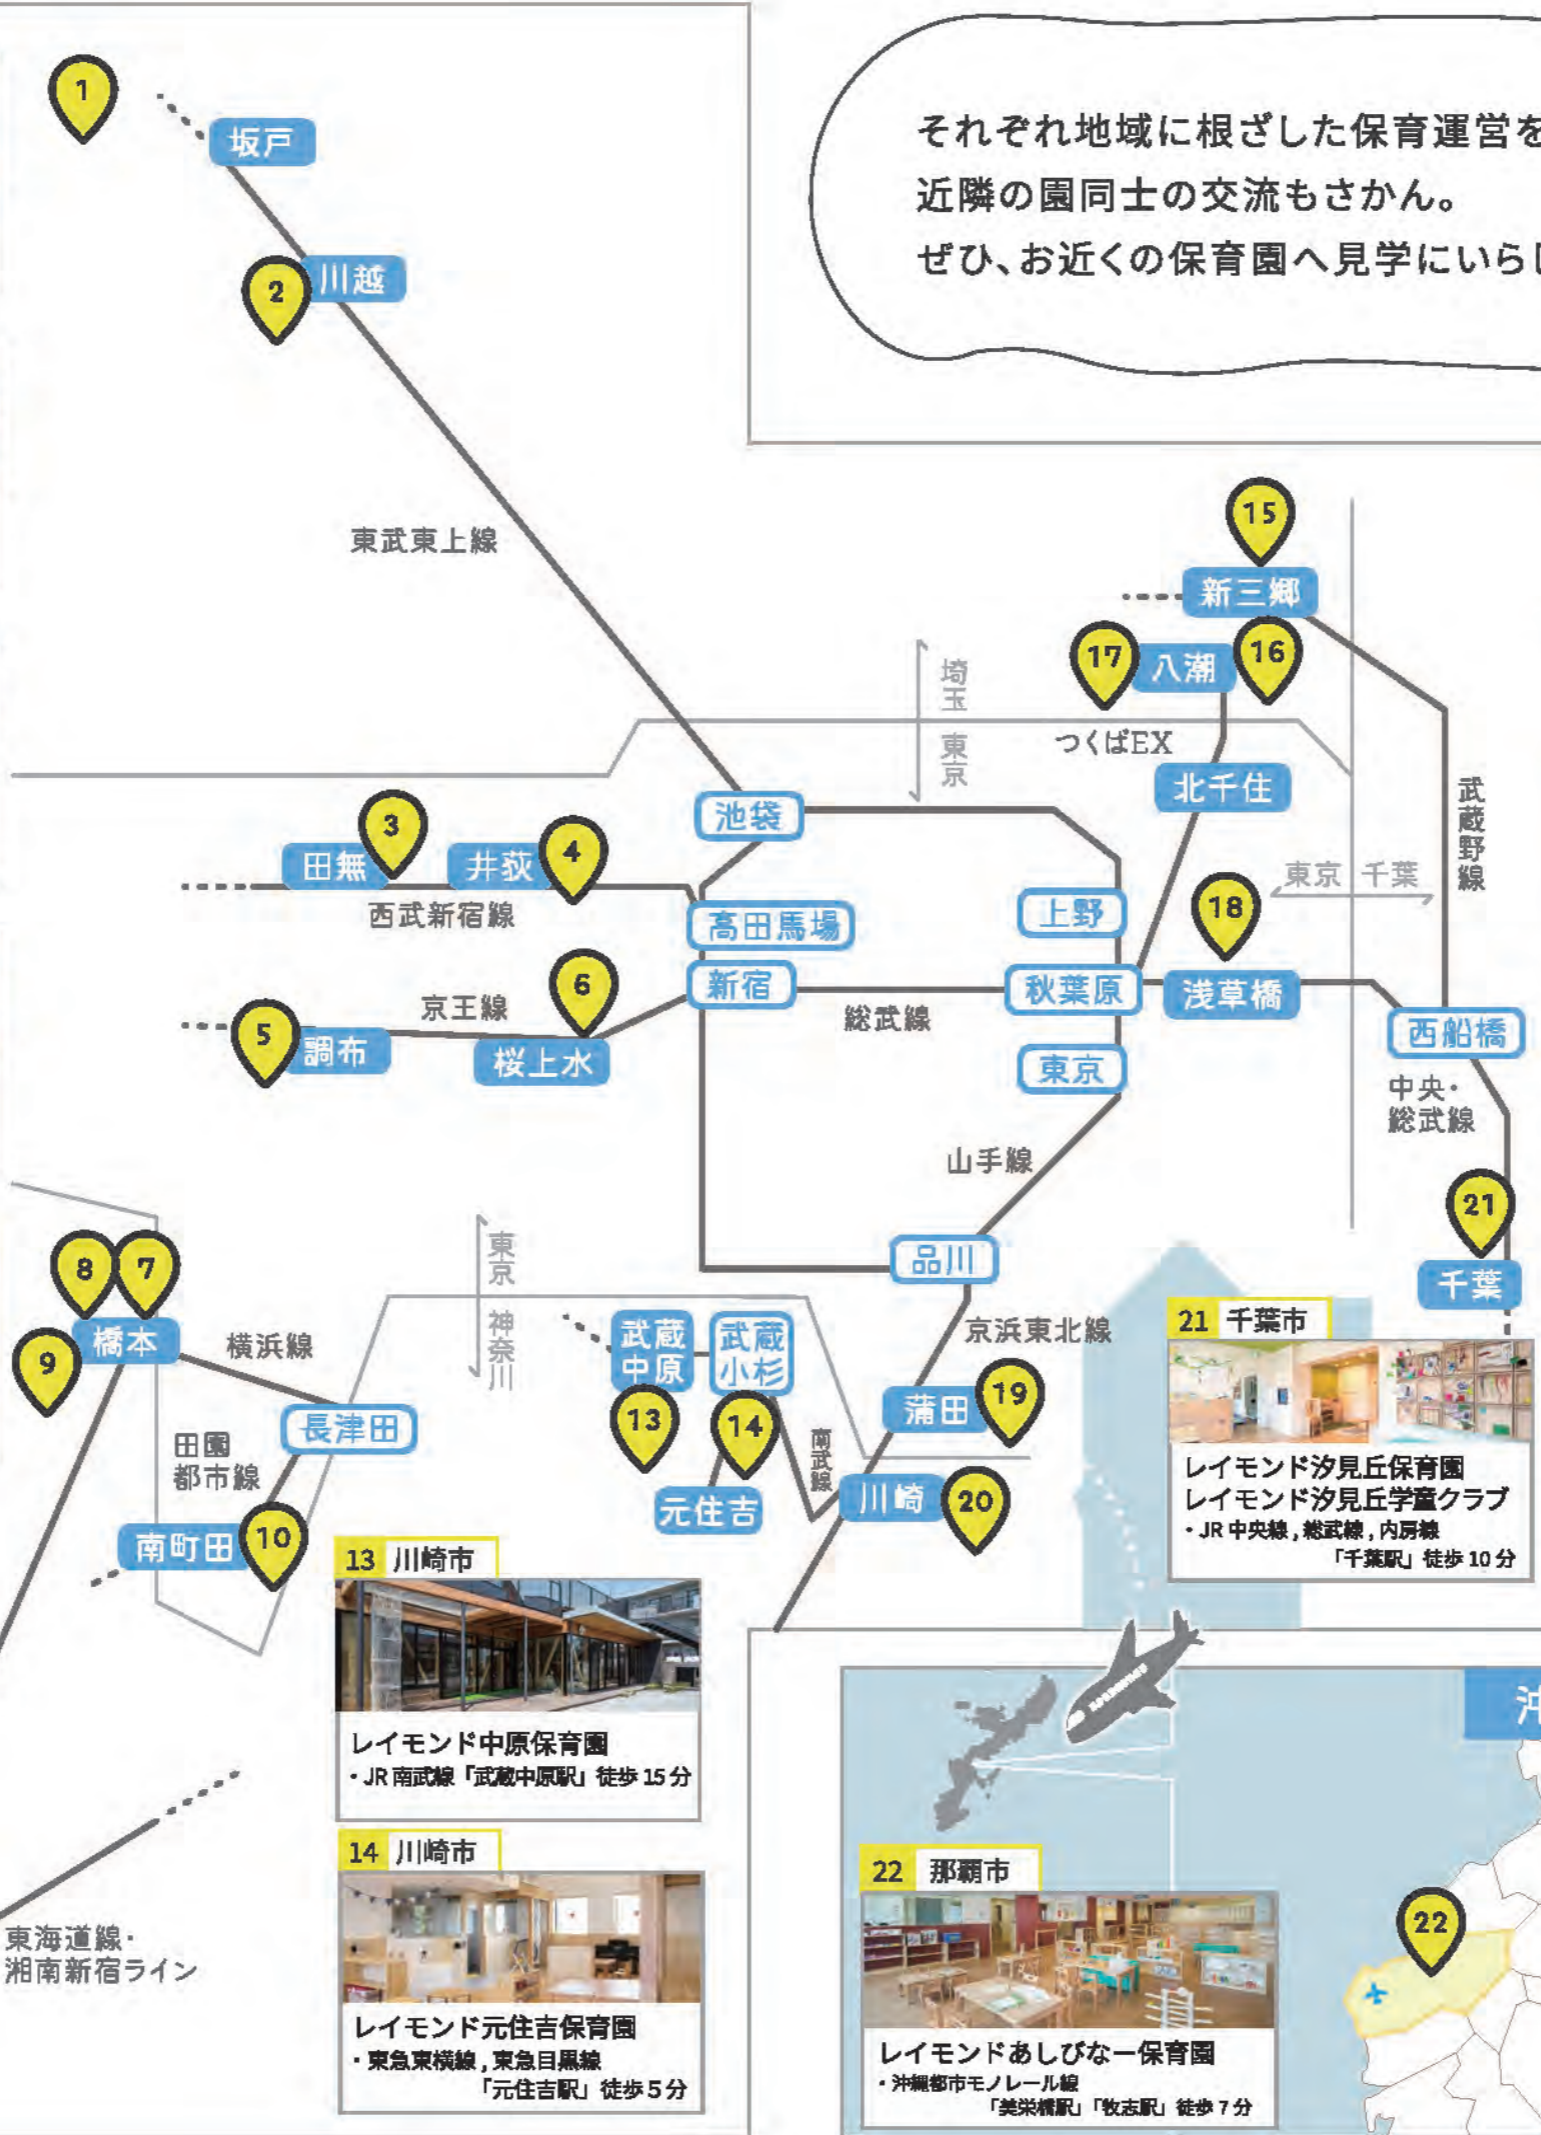 それぞれ地域に根ざした保育運営を
近隣の園同士の交流もさかん。
ぜひ、お近くの保育園へ見学にいらし
1
坂戸
2
川越
東武東上線
15
新三郷
17
八潮
16
埼玉
東京
つくばEX
北千住
武蔵野線
池袋
3
田無
4
井荻
西武新宿線
高田馬場
上野
18
東京 千葉
新宿
秋葉原
浅草橋
総武線
6
京王線
5
調布
桜上水
東京
西船橋
中央・
総武線
山手線
21
千葉
品川
8
7
橋本
9
横浜線
東京
神奈川
武蔵
中原
武蔵
小杉
京浜東北線
13
14
蒲田
19
長津田
田園
都市線
南武線
元住吉
川崎
20
南町田
10
21 千葉市
レイモンド汐見丘保育園
レイモンド汐見丘学童クラブ
・JR 中央線 , 総武線 , 内房線
「千葉駅」徒歩 10 分
13 川崎市
レイモンド中原保育園
・JR 南武線「武蔵中原駅」徒歩 15 分
14 川崎市
レイモンド元住吉保育園
・東急東横線 , 東急目黒線
「元住吉駅」徒歩 5 分
東海道線・
湘南新宿ライン
沖
22 那覇市
レイモンドあしびなー保育園
・沖縄都市モノレール線
「美栄橋駅」「牧志駅」徒歩 7 分
22